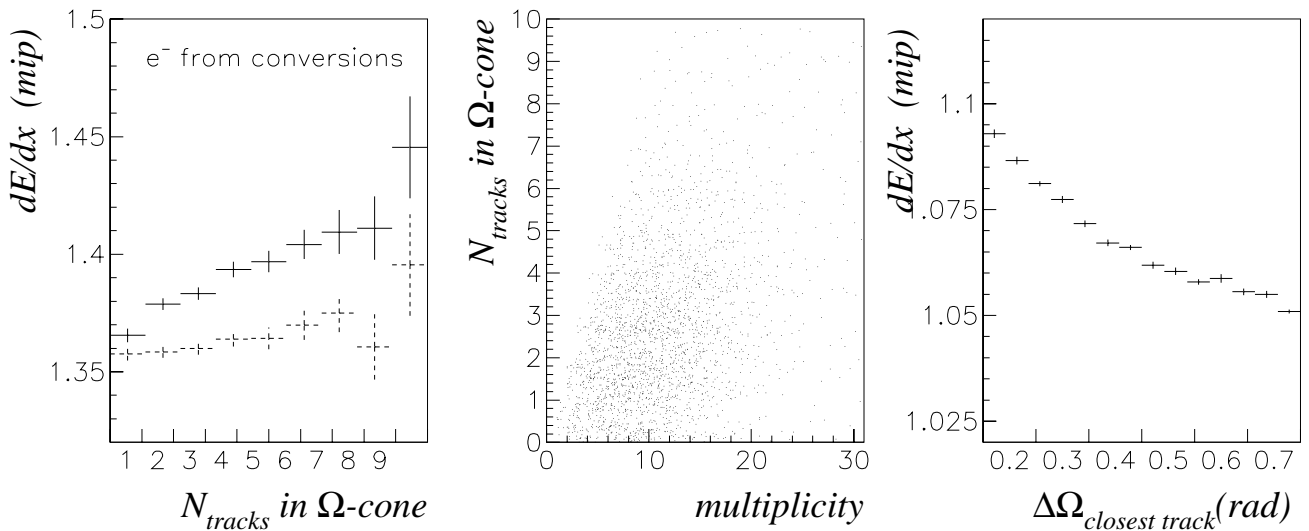 dE/dx (mip)
1.5
1.45
1.4
1.35
e⁻ from conversions
1 2 3 4 5 6 7 8 9
N_tracks in Ω-cone
N_tracks in Ω-cone
10
9
8
7
6
5
4
3
2
1
0
0 10 20 30
multiplicity
dE/dx (mip)
1.1
1.075
1.05
1.025
0.2 0.3 0.4 0.5 0.6 0.7
ΔΩ_closest track(rad)